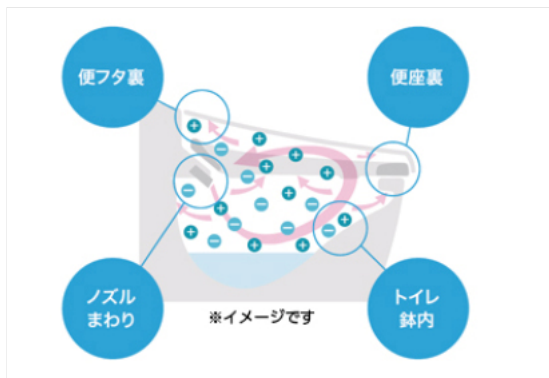 便フタ裏
便座裏
ノズル
まわり
トイレ
鉢内
※イメージです